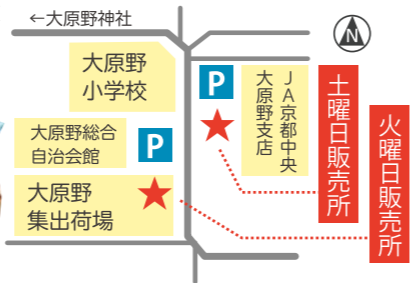 ←大原野神社
N
大原野
小学校
P
JA京都中央
大原野支店
土曜日販売所
火曜日販売所
大原野総合
自治会館
P
大原野
集出荷場